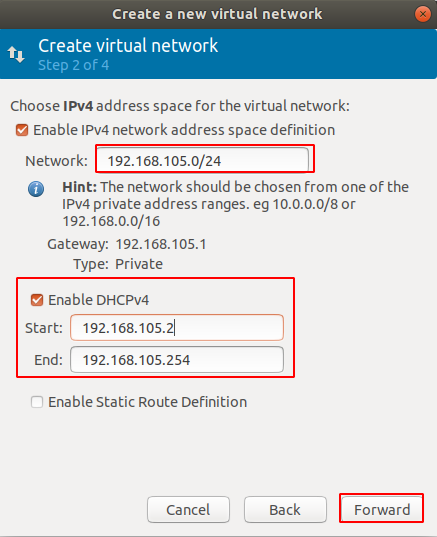 Create a new virtual network
Create virtual network
Step 2 of 4
Choose IPv4 address space for the virtual network:
Enable IPv4 network address space definition
Network: 192.168.105.0/24
Hint: The network should be chosen from one of the
IPv4 private address ranges. eg 10.0.0.0/8 or
192.168.0.0/16
Gateway: 192.168.105.1
Type: Private
Enable DHCPv4
Start: 192.168.105.2
End: 192.168.105.254
Enable Static Route Definition
Cancel Back Forward